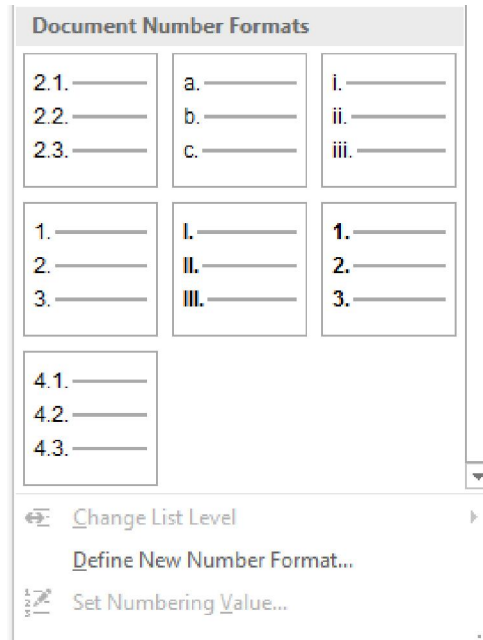 Document Number Formats
2.1. a. i.
2.2. b. ii.
2.3. c. iii.
1. I. 1.
2. II. 2.
3. III. 3.
4.1.
4.2.
4.3.
Change List Level
Define New Number Format...
Set Numbering Value...